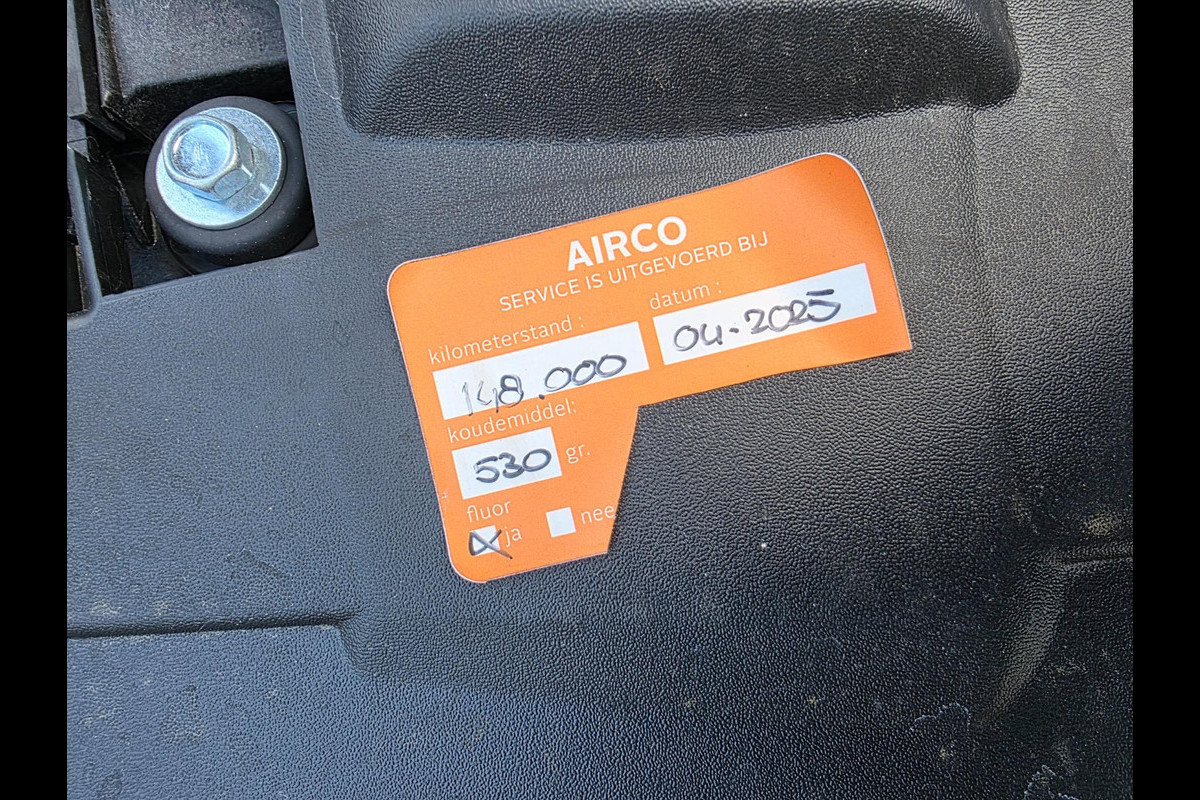 AIRCO
SERVICE IS UITGEVOERD BIJ
kilometerstand : datum :
148.000 04-2025
koudemiddel:
530 gr.
fluor
ja nee